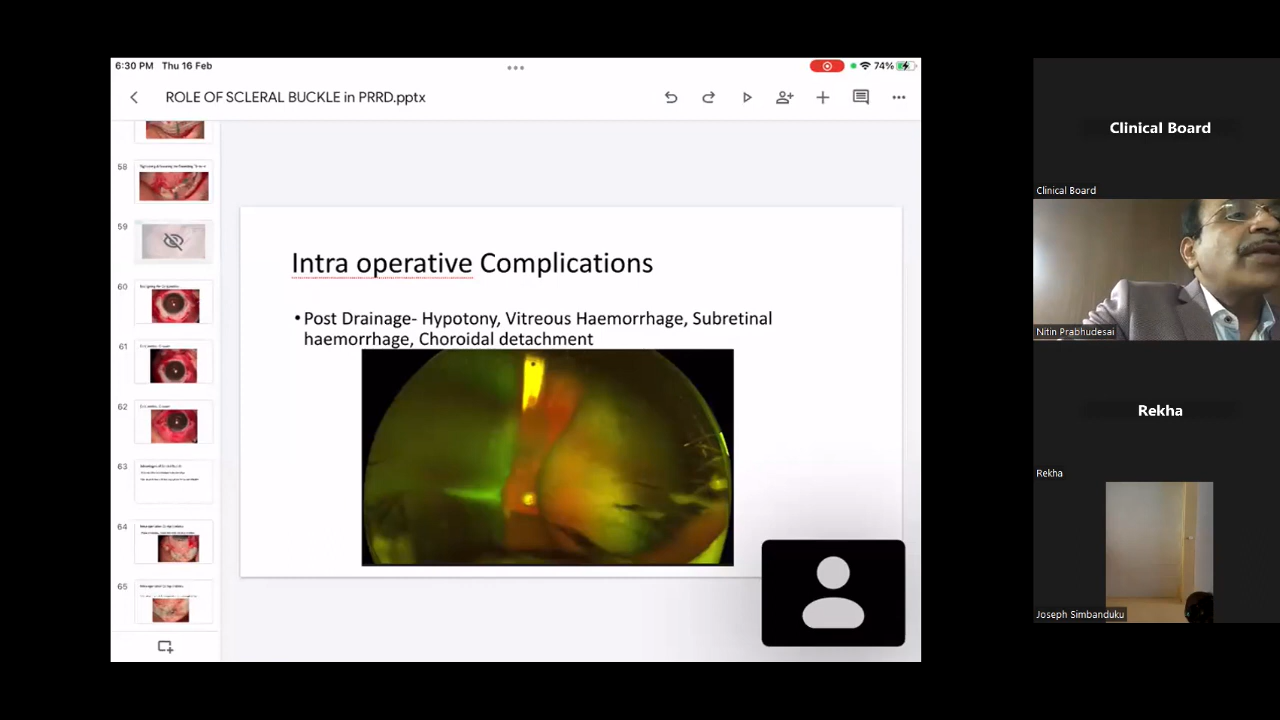 6:30 PM Thu 16 Feb
74%
ROLE OF SCLERAL BUCKLE in PRRD.pptx
58
59
60
61
62
63
64
65
Intra operative Complications
• Post Drainage- Hypotony, Vitreous Haemorrhage, Subretinal
haemorrhage, Choroidal detachment
Clinical Board
Clinical Board
Nitin Prabhudesai
Rekha
Rekha
Joseph Simbanduku